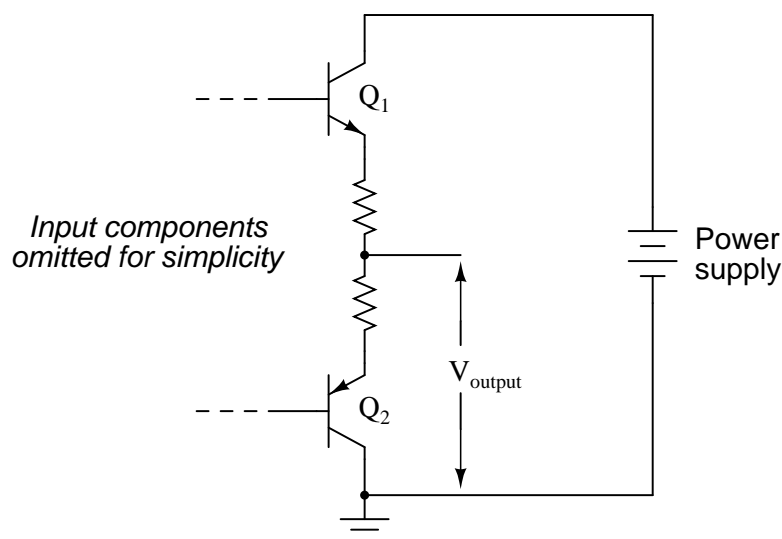 Q1
Input components
omitted for simplicity
Power
supply
Voutput
Q2